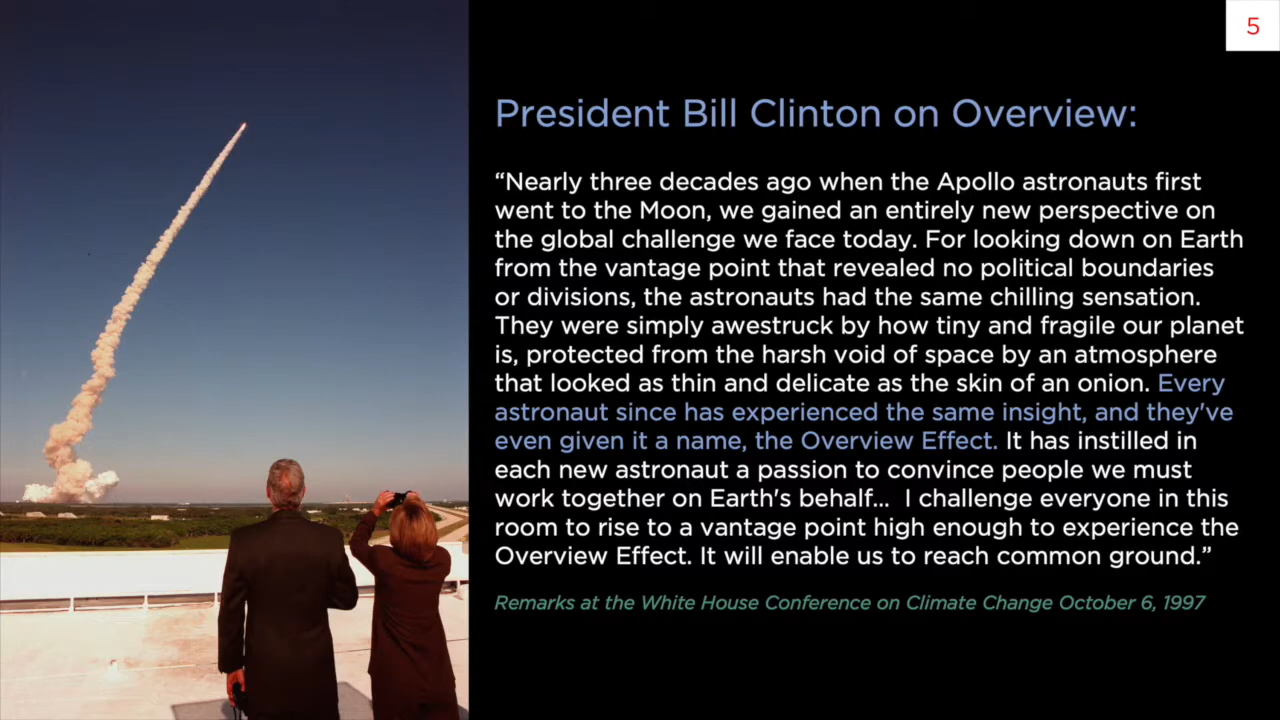 5
President Bill Clinton on Overview:
“Nearly three decades ago when the Apollo astronauts first
went to the Moon, we gained an entirely new perspective on
the global challenge we face today. For looking down on Earth
from the vantage point that revealed no political boundaries
or divisions, the astronauts had the same chilling sensation.
They were simply awestruck by how tiny and fragile our planet
is, protected from the harsh void of space by an atmosphere
that looked as thin and delicate as the skin of an onion. Every
astronaut since has experienced the same insight, and they've
even given it a name, the Overview Effect. It has instilled in
each new astronaut a passion to convince people we must
work together on Earth's behalf... I challenge everyone in this
room to rise to a vantage point high enough to experience the
Overview Effect. It will enable us to reach common ground.”
Remarks at the White House Conference on Climate Change October 6, 1997